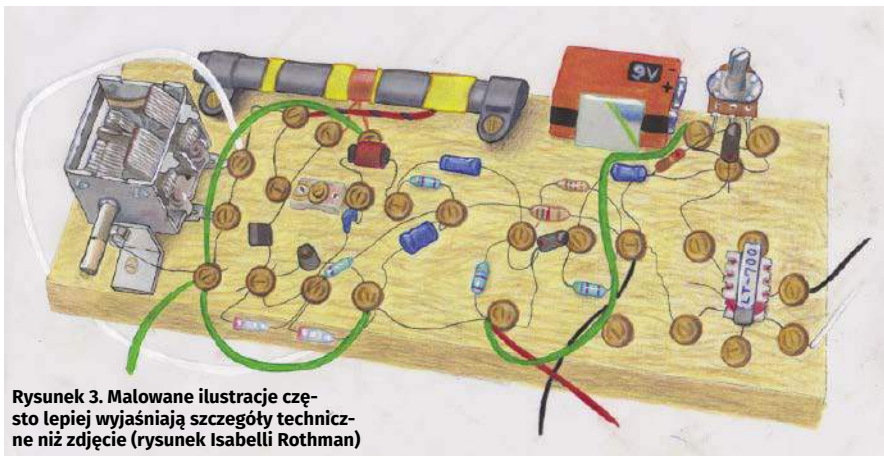 9V - +
LT-700
Rysunek 3. Malowane ilustracje czę-
sto lepiej wyjaśniają szczegóły technicz-
ne niż zdjęcie (rysunek Isabelli Rothman)